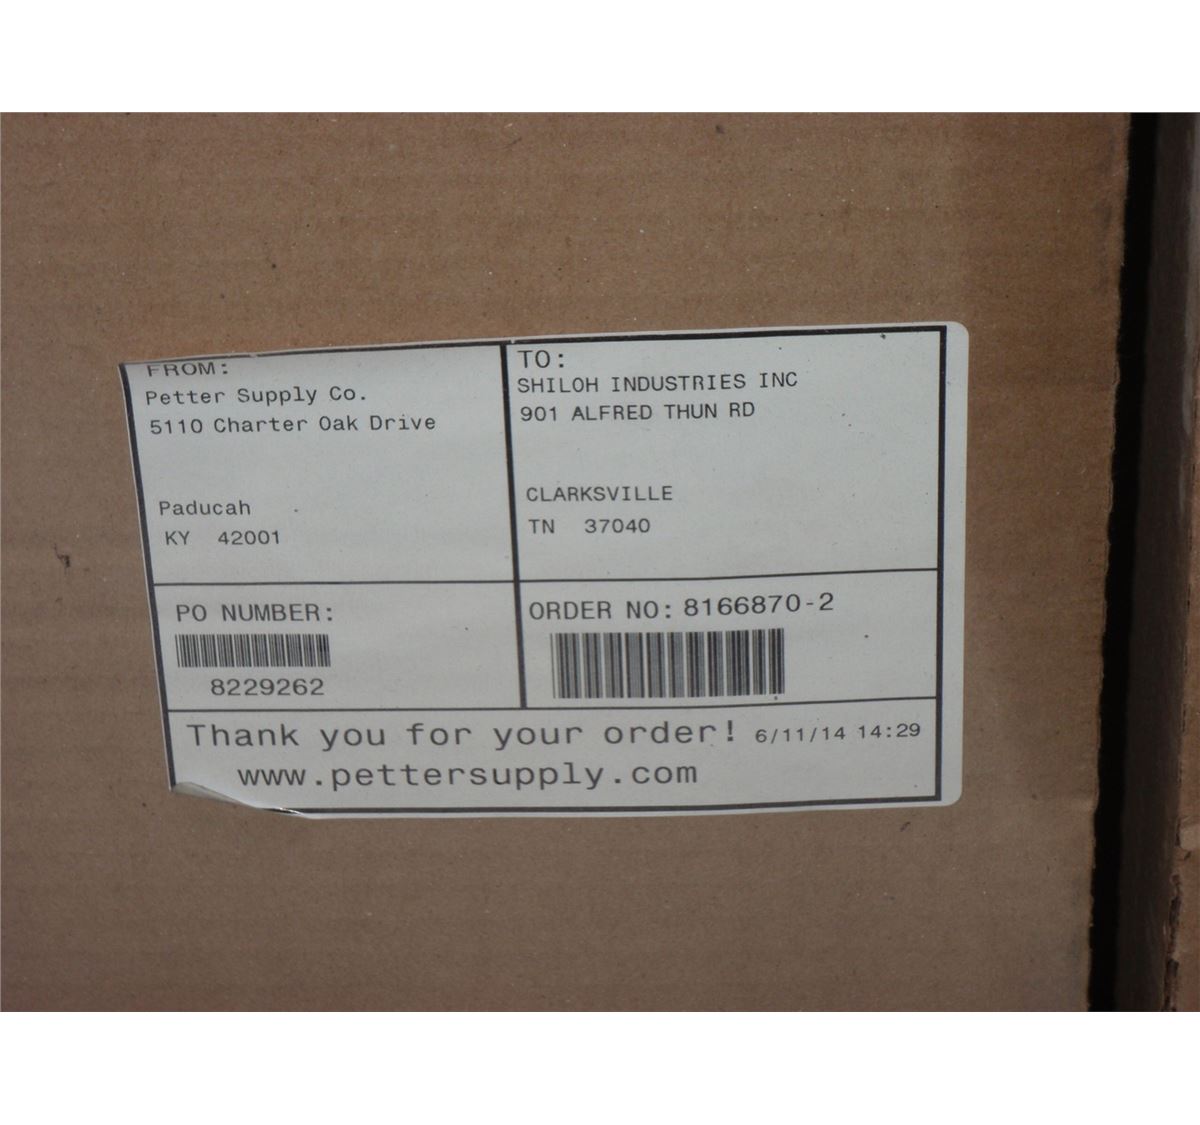 FROM:
Petter Supply Co.
5110 Charter Oak Drive
Paducah
KY 42001
TO:
SHILOH INDUSTRIES INC
901 ALFRED THUN RD
CLARKSVILLE
TN 37040
PO NUMBER:
8229262
ORDER NO: 8166870-2
Thank you for your order! 6/11/14 14:29
www.pettersupply.com